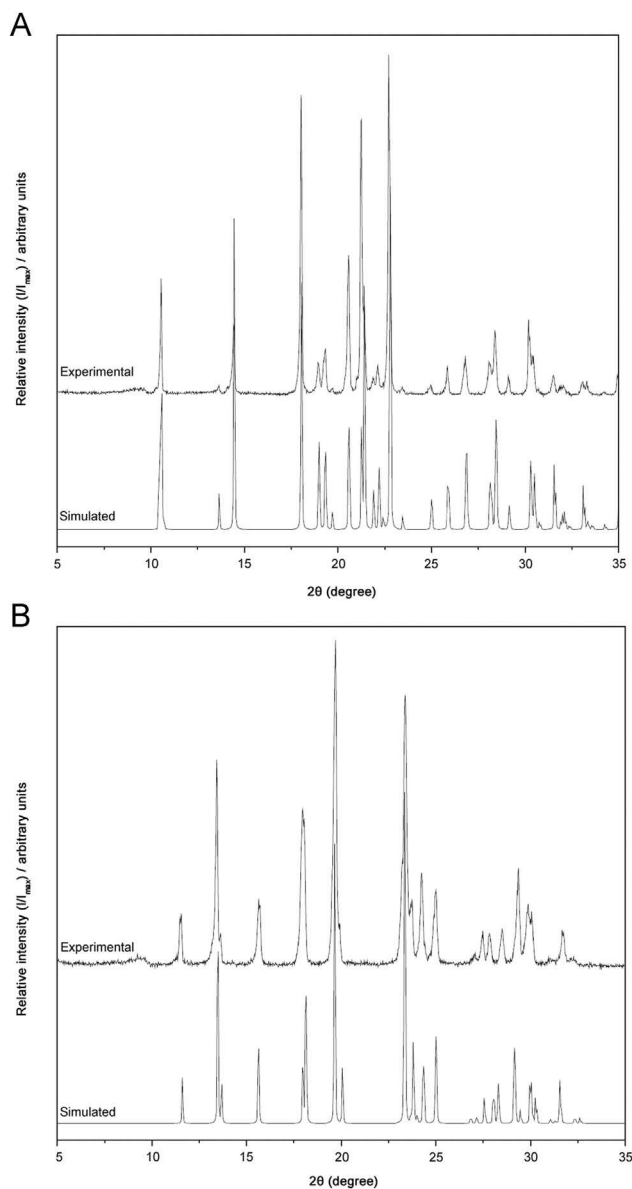 A
Relative intensity (I/Imax) / arbitrary units
Experimental
Simulated
5 10 15 20 25 30 35
2θ (degree)
B
Relative intensity (I/Imax) / arbitrary units
Experimental
Simulated
5 10 15 20 25 30 35
2θ (degree)